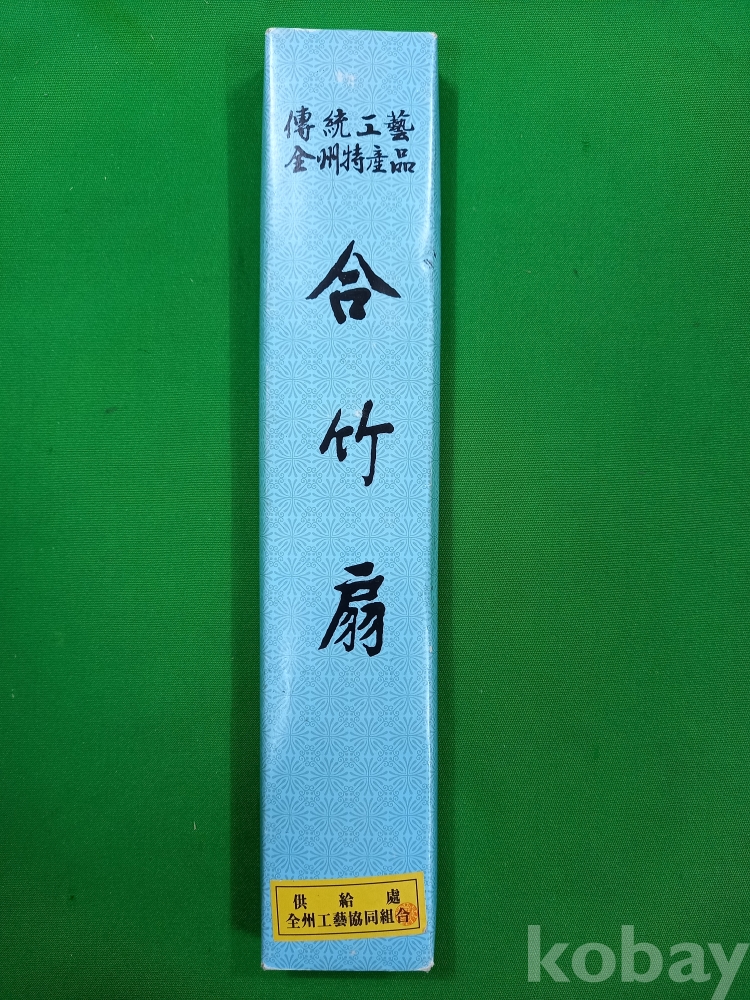 傳統工藝
全州特産品
合竹扇
供給處
全州工藝協同組合
kobay